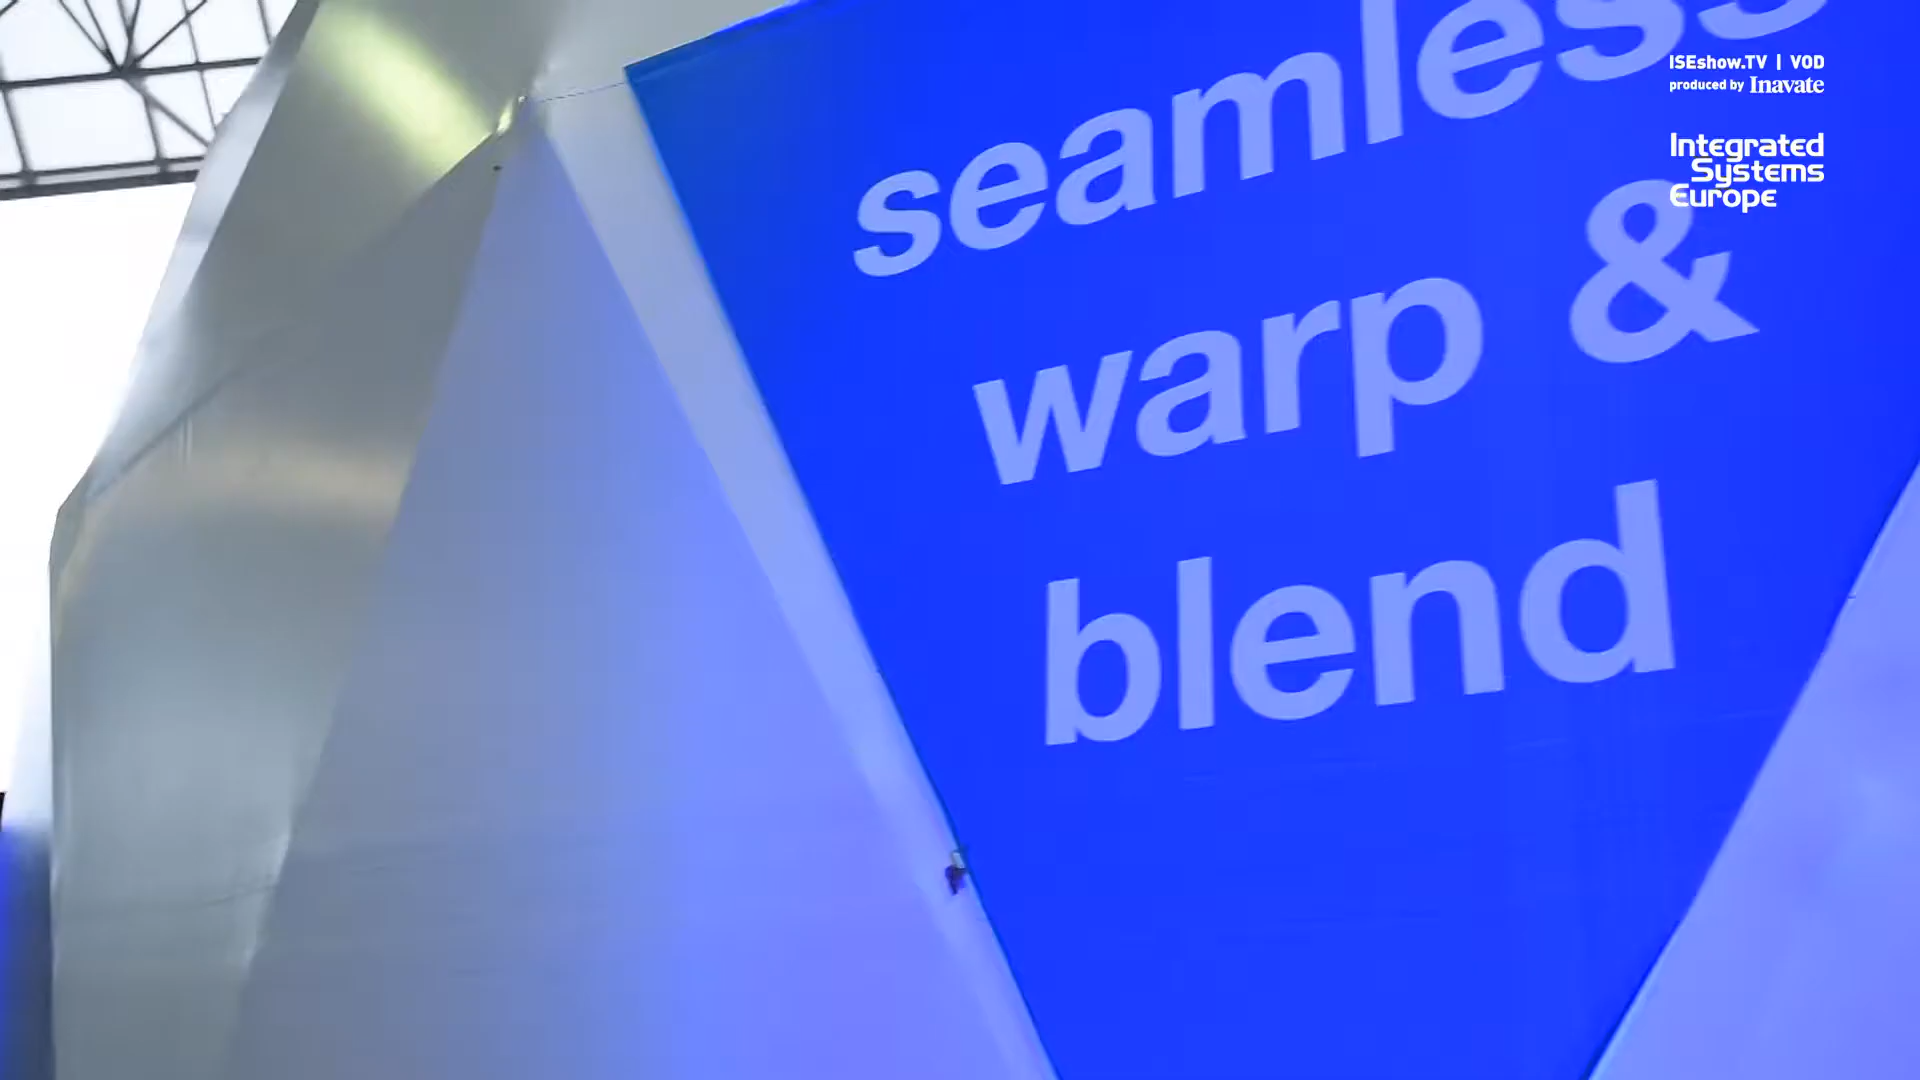 seamless
warp &
blend
ISEshow.TV | VOD
produced by Inavate
Integrated
Systems
Europe